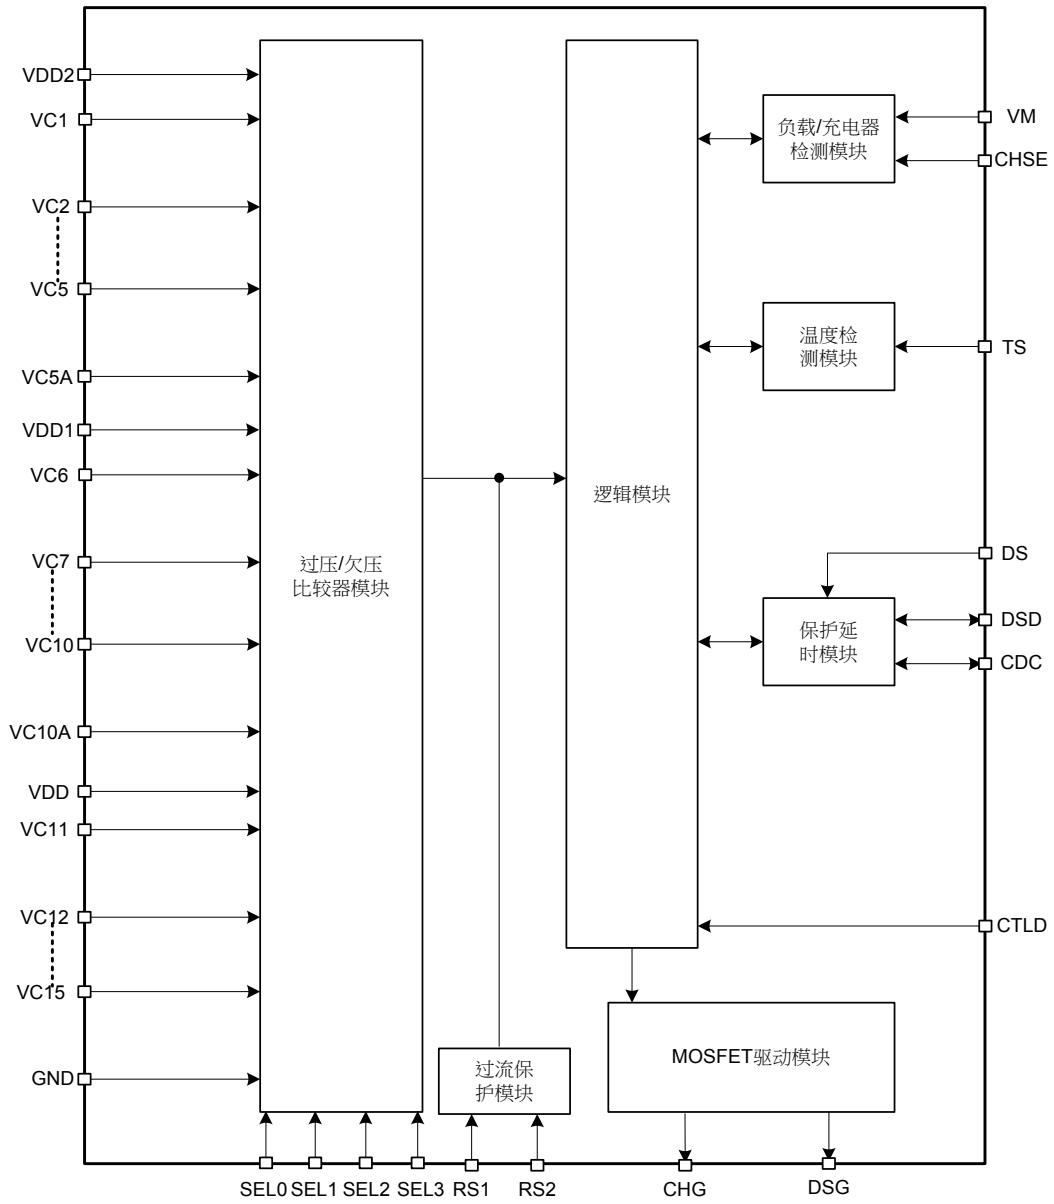 VDD2
VC1
VC2
VC5
VC5A
VDD1
VC6
VC7
VC10
VC10A
VDD
VC11
VC12
VC15
GND
过压/欠压
比较器模块
逻辑模块
负载/充电器
检测模块
温度检
测模块
保护延
时模块
过流保
护模块
MOSFET驱动模块
VM
CHSE
TS
DS
DSD
CDC
CTLD
SEL0 SEL1 SEL2 SEL3 RS1 RS2 CHG DSG